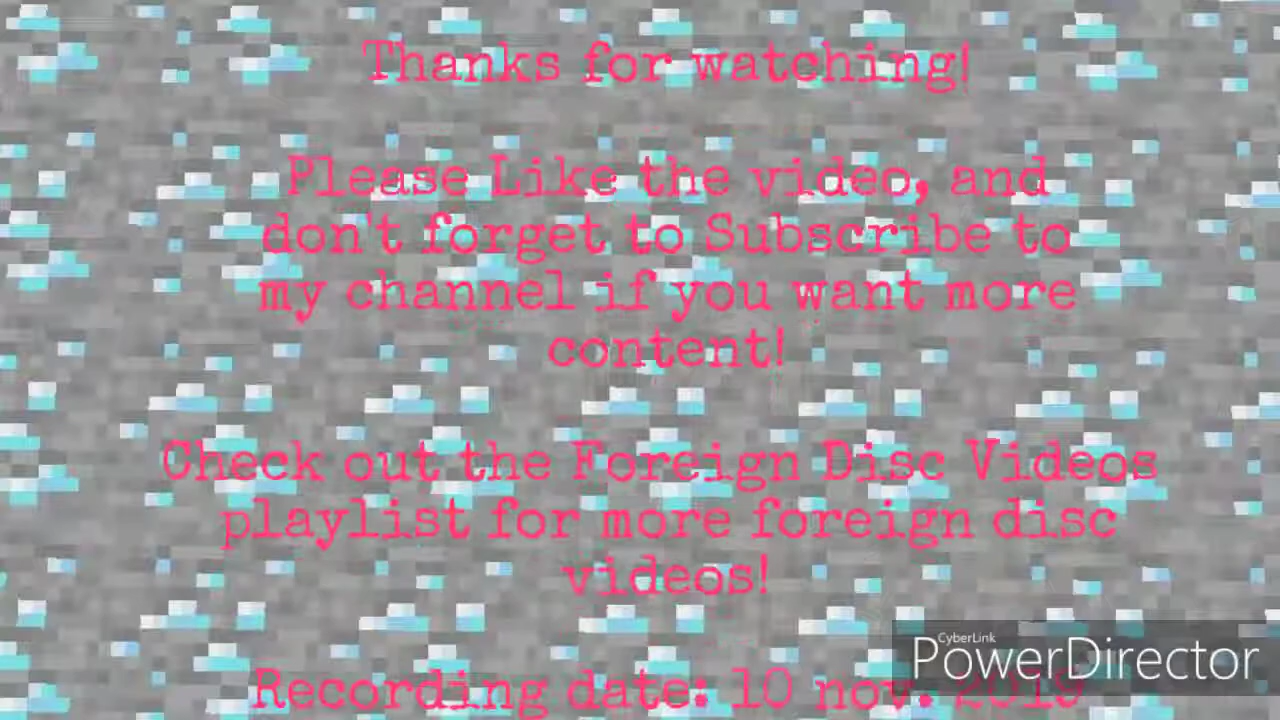 Thanks for watching!
Please Like the video, and
don't forget to Subscribe to
my channel if you want more
content!
Check out the Foreign Disc Videos
playlist for more foreign disc
videos!
Recording date: 10 nov. 2019
CyberLink
PowerDirector